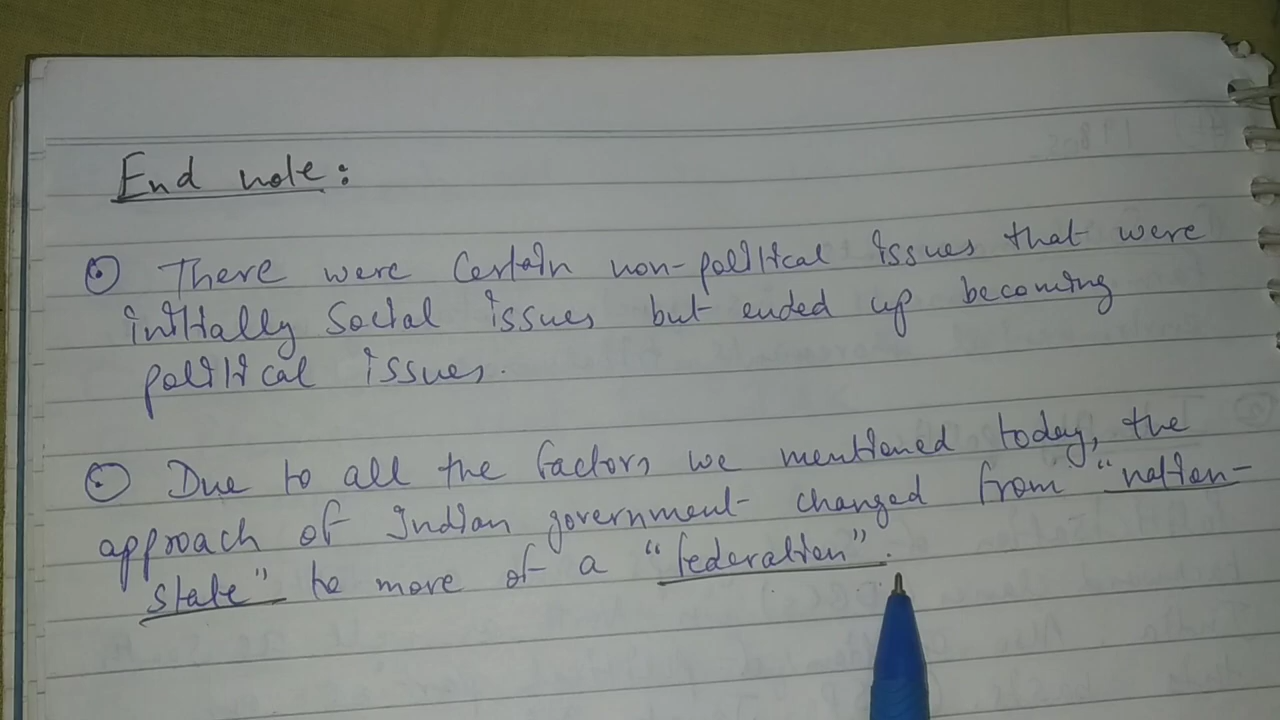 End note:
⊙ There were certain non-political issues that were
initially social issues but ended up becoming
political issues.
⊙ Due to all the factors we mentioned today, the
approach of Indian government changed from "nation-
state" to more of a "federation".